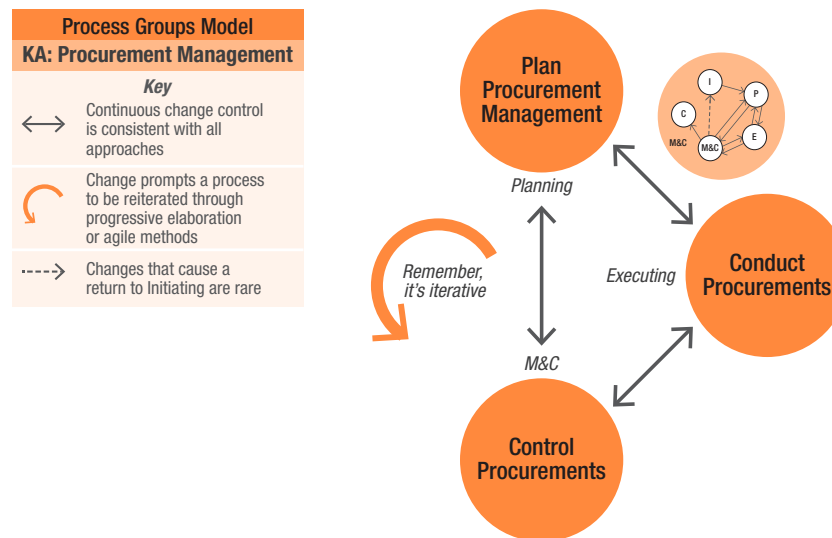 Process Groups Model
KA: Procurement Management
Key
Continuous change control
is consistent with all
approaches
Change prompts a process
to be reiterated through
progressive elaboration
or agile methods
Changes that cause a
return to Initiating are rare
Plan
Procurement
Management
Planning
I
P
C
E
M&C
M&C
Remember,
it's iterative
Executing
Conduct
Procurements
M&C
Control
Procurements